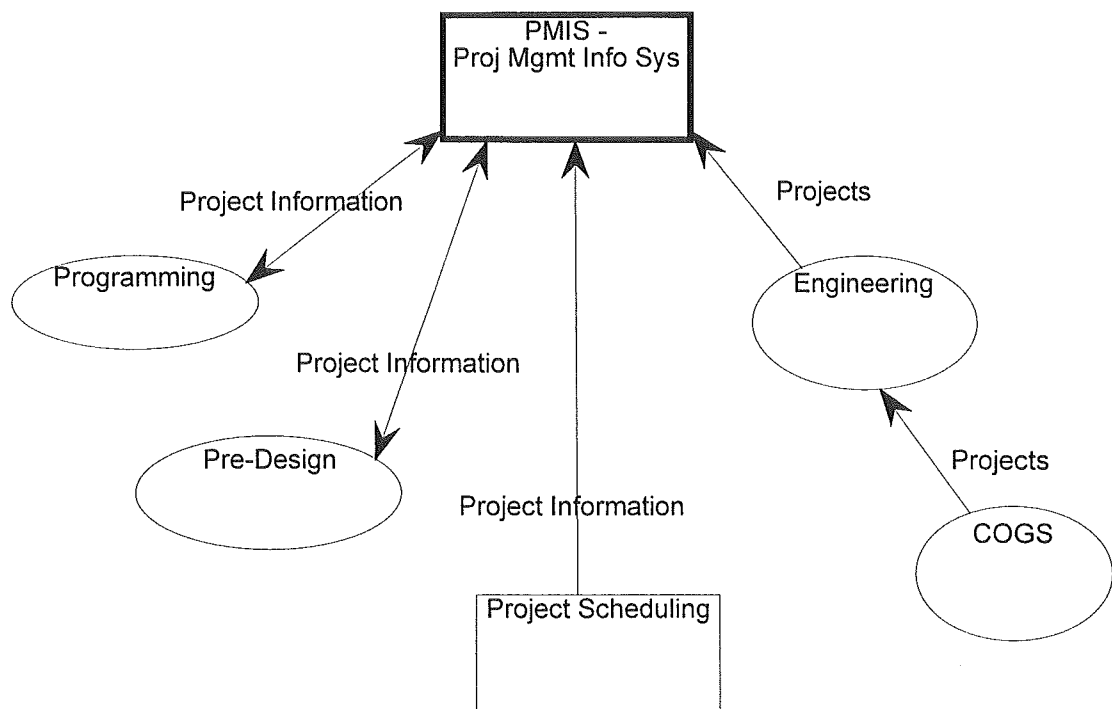 PMIS -
Proj Mgmt Info Sys
Project Information
Projects
Programming
Engineering
Project Information
Pre-Design
Projects
Project Information
COGS
Project Scheduling